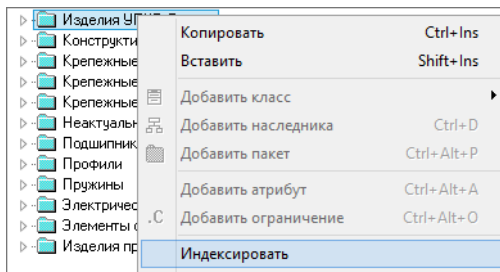 Изделия
Конструкти
Крепежные
Крепежные
Крепежные
Неактуальн
Подшипник
Профили
Пружины
Электричес
Элементы
Изделия пр
Копировать Ctrl+Ins
Вставить Shift+Ins
Добавить класс
Добавить наследника Ctrl+D
Добавить пакет Ctrl+Alt+P
Добавить атрибут Ctrl+Alt+A
.C Добавить ограничение Ctrl+Alt+O
Индексировать